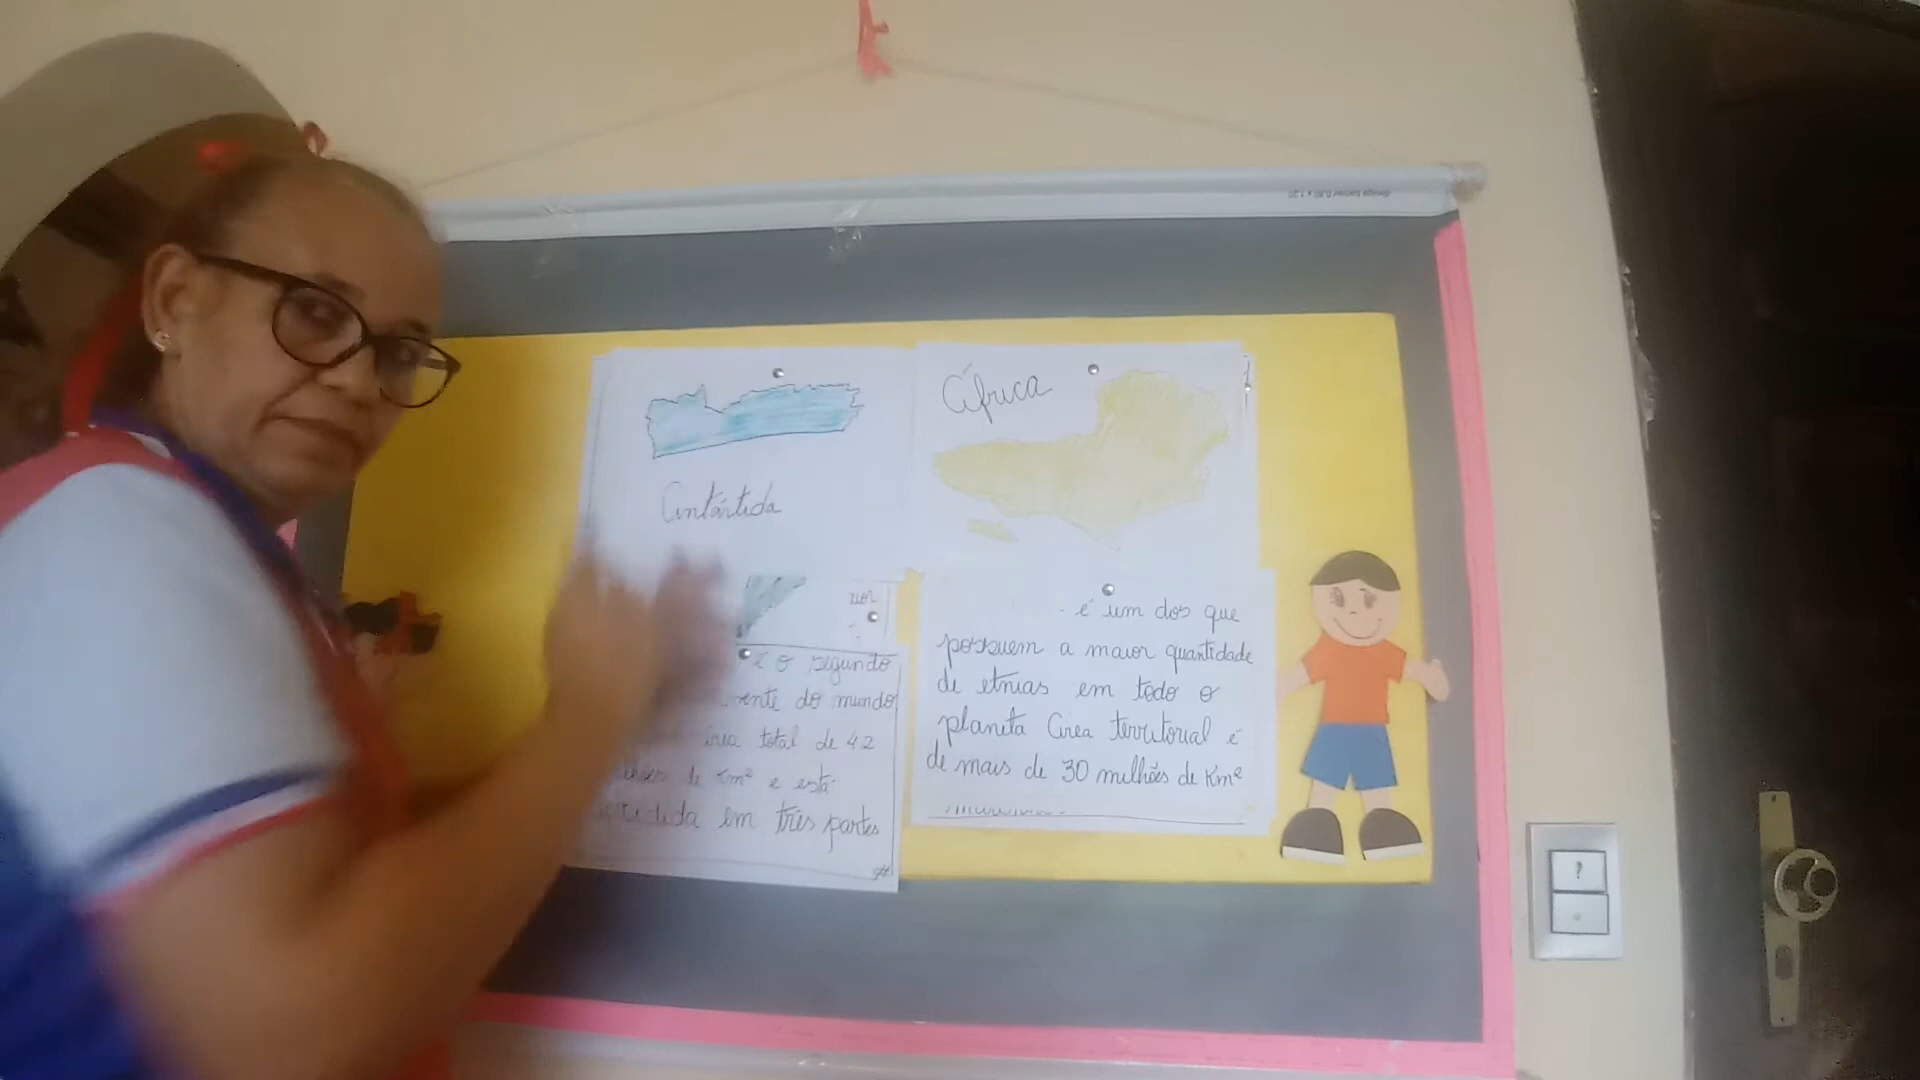 África
Antártida
maior
- é um dos que
possuem a maior quantidade
de etnias em todo o
planeta Área territorial é
de mais de 30 milhões de Km²
é o segundo
do mundo
área total de 42
de Km² e está
em três partes